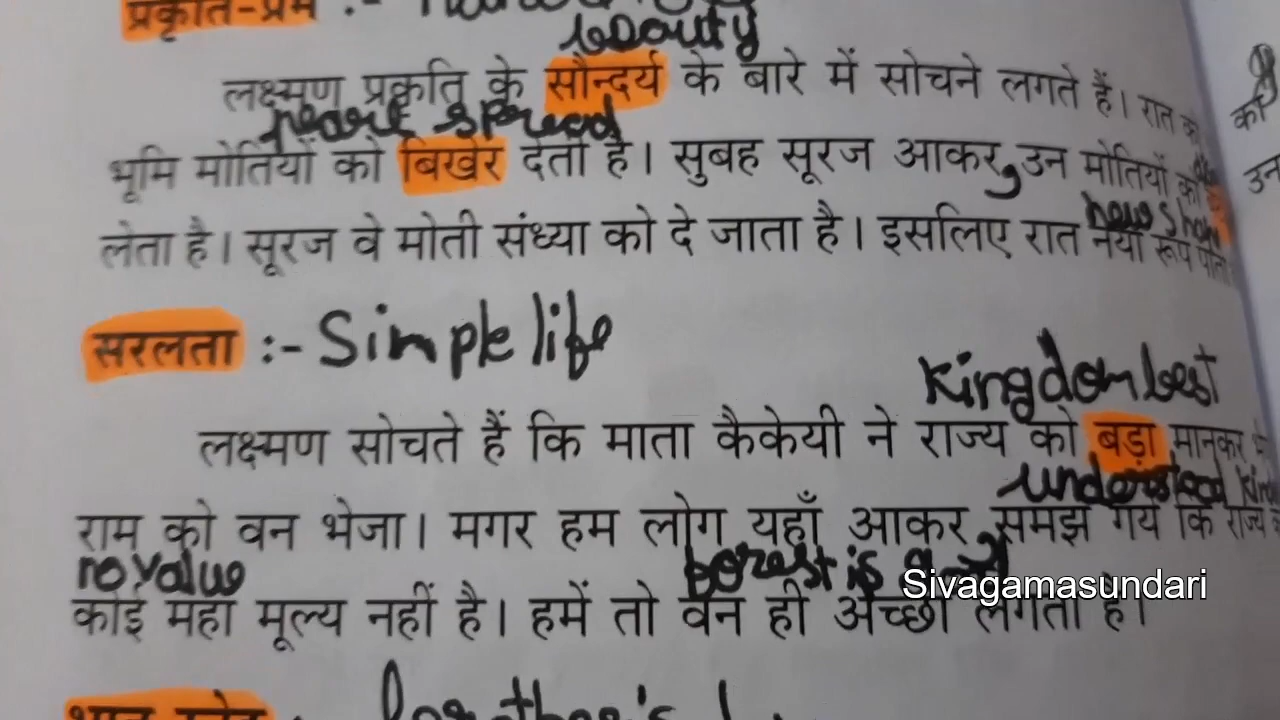 प्रकृति-प्रेम :-
beauty
लक्ष्मण प्रकृति के सौन्दर्य के बारे में सोचने लगते हैं। रात को
pearl spread
भूमि मोतियों को बिखेर देती है। सुबह सूरज आकर, उन मोतियों को
new shape
लेता है। सूरज वे मोती संध्या को दे जाता है। इसलिए रात नया रूप पाती
सरलता :- Simple life
kingdom best
लक्ष्मण सोचते हैं कि माता कैकेयी ने राज्य को बड़ा मानकर
understood
राम को वन भेजा। मगर हम लोग यहाँ आकर, समझ गये कि राज्य
no value forest is
कोई महा मूल्य नहीं है। हमें तो वन ही अच्छा लगता है।
Sivagamasundari
को
उन